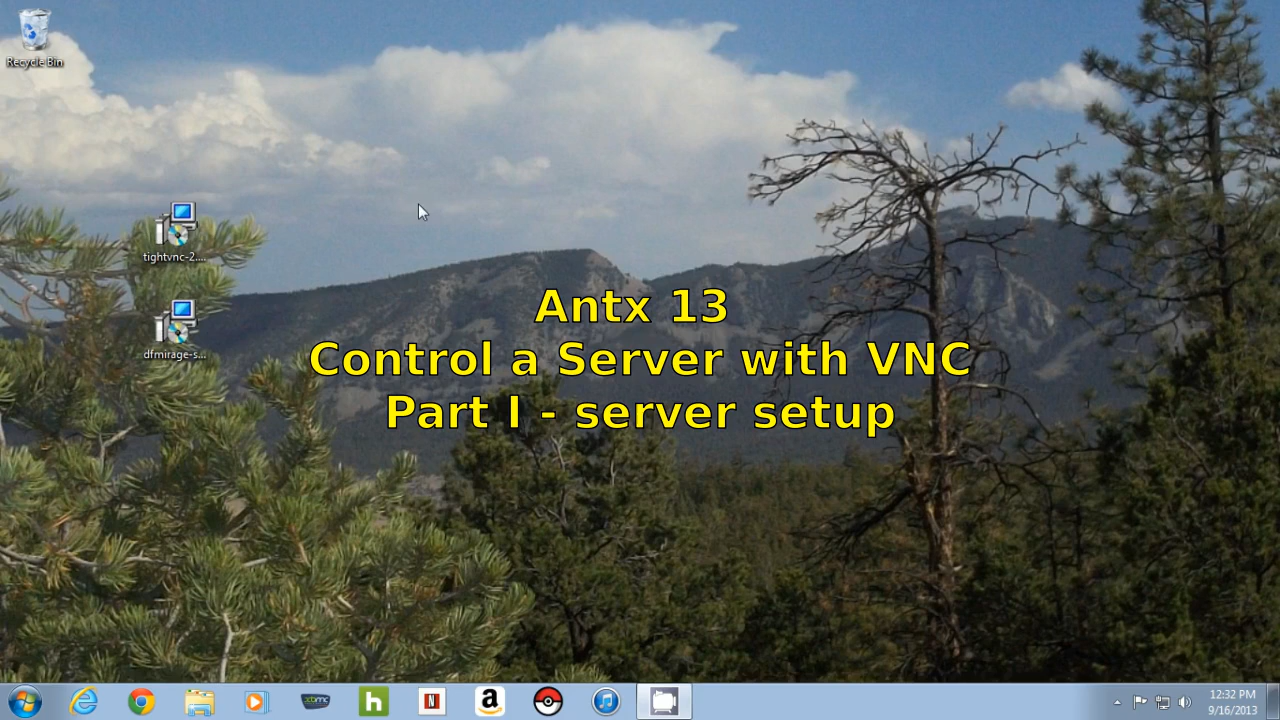 Recycle Bin
tightvnc-2....
dfmirage-s...
Antx 13
Control a Server with VNC
Part I - server setup
xbmc
h
N
a
12:32 PM
9/16/2013